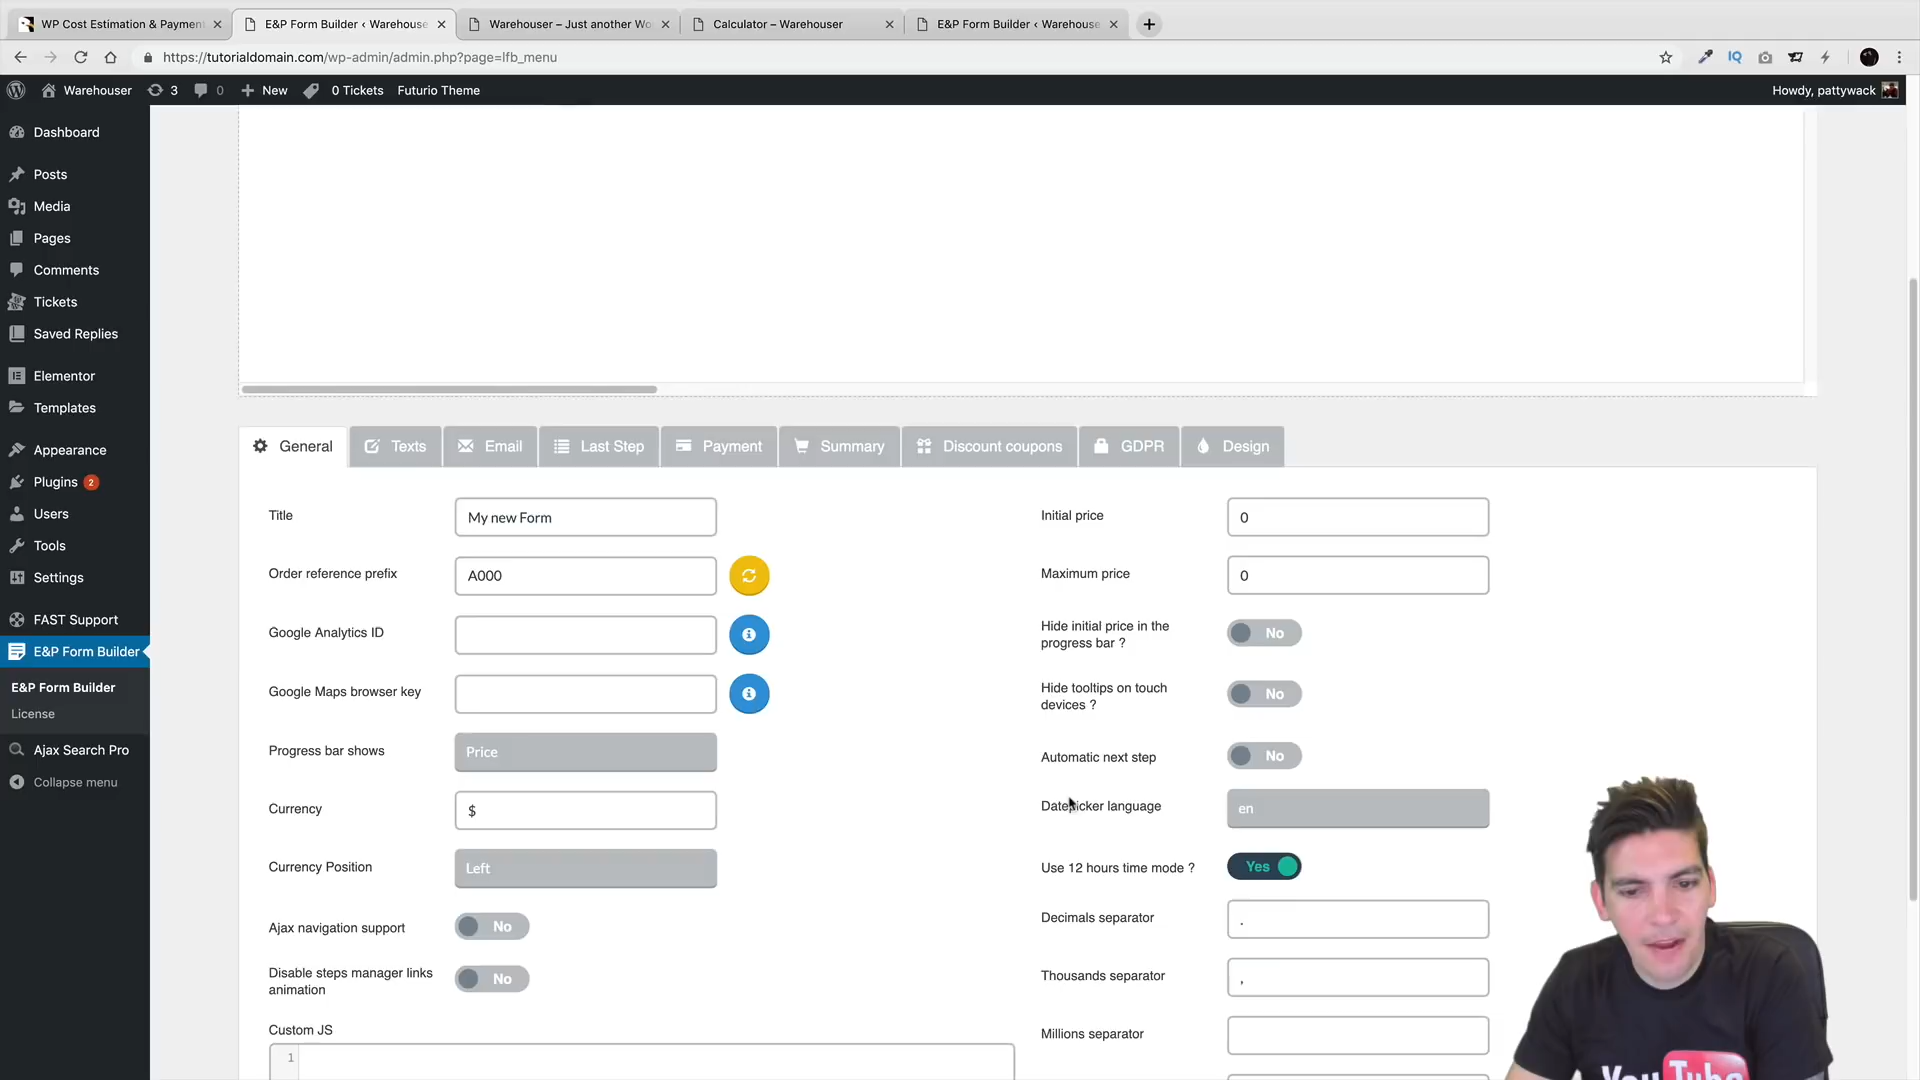 WP Cost Estimation & Payment
E&P Form Builder ‹ Warehouse
Warehouser – Just another Wo
Calculator – Warehouser
E&P Form Builder ‹ Warehouse
https://tutorialdomain.com/wp-admin/admin.php?page=lfb_menu
IQ
Warehouser
3
0
New
0 Tickets
Futurio Theme
Howdy, pattywack
Dashboard
Posts
Media
Pages
Comments
Tickets
Saved Replies
Elementor
Templates
Appearance
Plugins 2
Users
Tools
Settings
FAST Support
E&P Form Builder
E&P Form Builder
License
Ajax Search Pro
Collapse menu
General
Texts
Email
Last Step
Payment
Summary
Discount coupons
GDPR
Design
Title
My new Form
Order reference prefix
A000
Google Analytics ID
Google Maps browser key
Progress bar shows
Price
Currency
$
Currency Position
Left
Ajax navigation support
No
Disable steps manager links
animation
No
Custom JS
1
Initial price
0
Maximum price
0
Hide initial price in the
progress bar ?
No
Hide tooltips on touch
devices ?
No
Automatic next step
No
Datepicker language
en
Use 12 hours time mode ?
Yes
Decimals separator
.
Thousands separator
,
Millions separator
You Tube